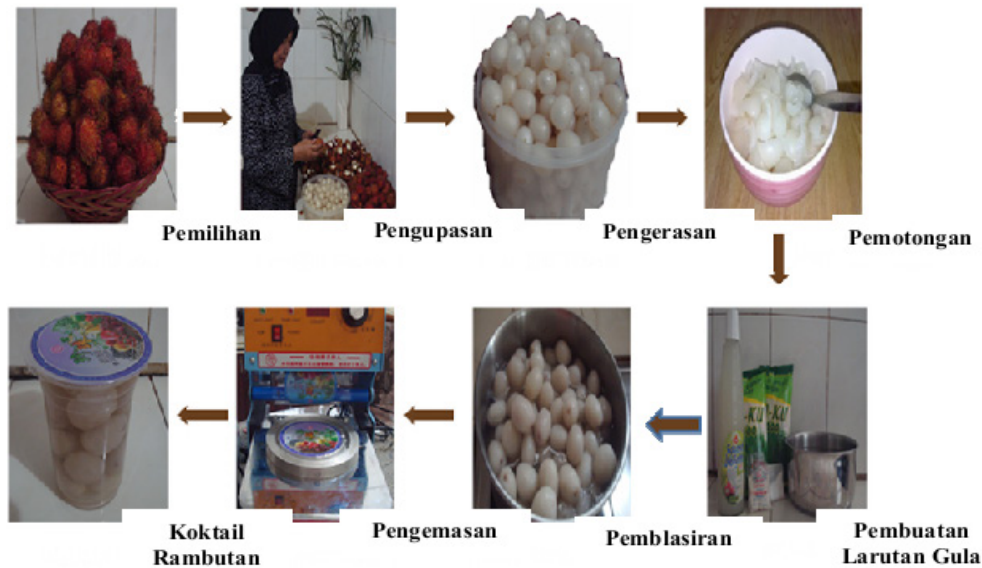 Pemilihan
Pengupasan
Pengerasan
Pemotongan
Koktail
Rambutan
Pengemasan
Pemblasiran
Pembuatan
Larutan Gula